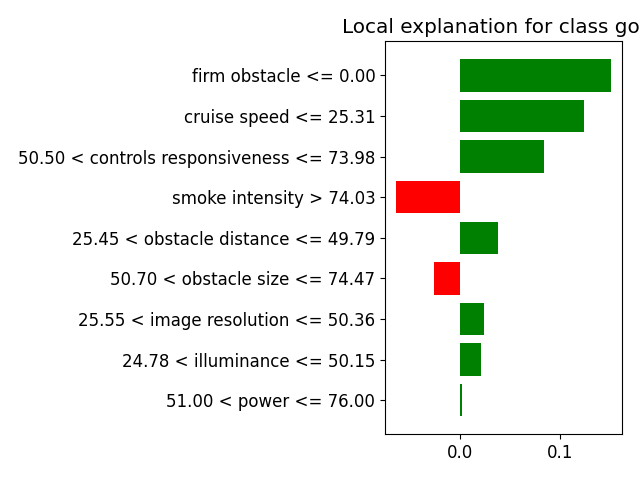 Local explanation for class go
firm obstacle <= 0.00
cruise speed <= 25.31
50.50 < controls responsiveness <= 73.98
smoke intensity > 74.03
25.45 < obstacle distance <= 49.79
50.70 < obstacle size <= 74.47
25.55 < image resolution <= 50.36
24.78 < illuminance <= 50.15
51.00 < power <= 76.00
0.0 0.1